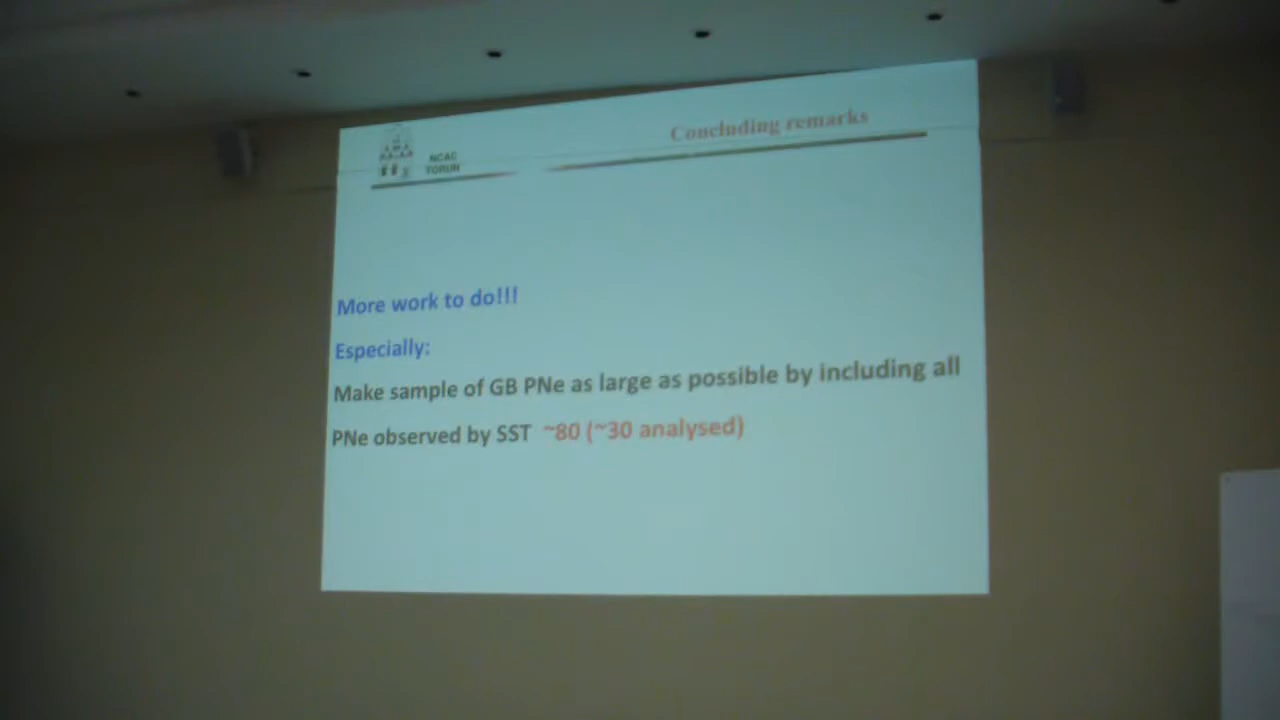 Concluding remarks
NCAC
TORUN
More work to do!!!
Especially:
Make sample of GB PNe as large as possible by including all
PNe observed by SST ~80 (~30 analysed)